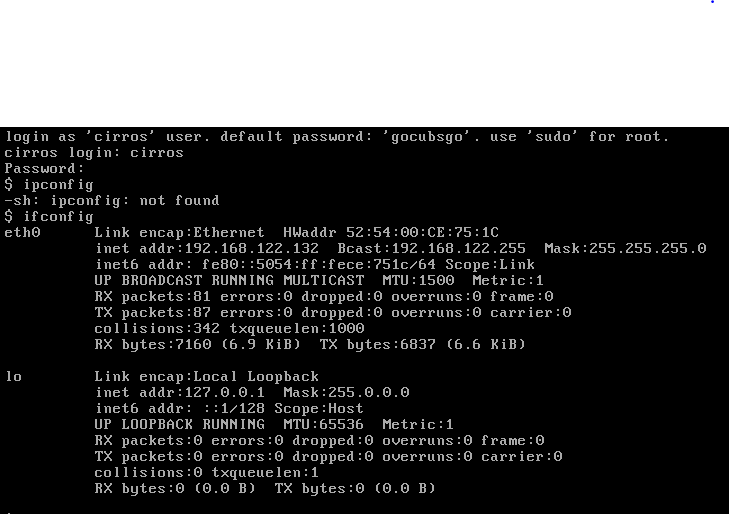 login as 'cirros' user. default password: 'gocubsgo'. use 'sudo' for root.
cirros login: cirros
Password:
$ ipconfig
-sh: ipconfig: not found
$ ifconfig
eth0      Link encap:Ethernet  HWaddr 52:54:00:CE:75:1C
          inet addr:192.168.122.132  Bcast:192.168.122.255  Mask:255.255.255.0
          inet6 addr: fe80::5054:ff:fece:751c/64 Scope:Link
          UP BROADCAST RUNNING MULTICAST  MTU:1500  Metric:1
          RX packets:81 errors:0 dropped:0 overruns:0 frame:0
          TX packets:87 errors:0 dropped:0 overruns:0 carrier:0
          collisions:342 txqueuelen:1000
          RX bytes:7160 (6.9 KiB)  TX bytes:6837 (6.6 KiB)

lo        Link encap:Local Loopback
          inet addr:127.0.0.1  Mask:255.0.0.0
          inet6 addr: ::1/128 Scope:Host
          UP LOOPBACK RUNNING  MTU:65536  Metric:1
          RX packets:0 errors:0 dropped:0 overruns:0 frame:0
          TX packets:0 errors:0 dropped:0 overruns:0 carrier:0
          collisions:0 txqueuelen:1
          RX bytes:0 (0.0 B)  TX bytes:0 (0.0 B)